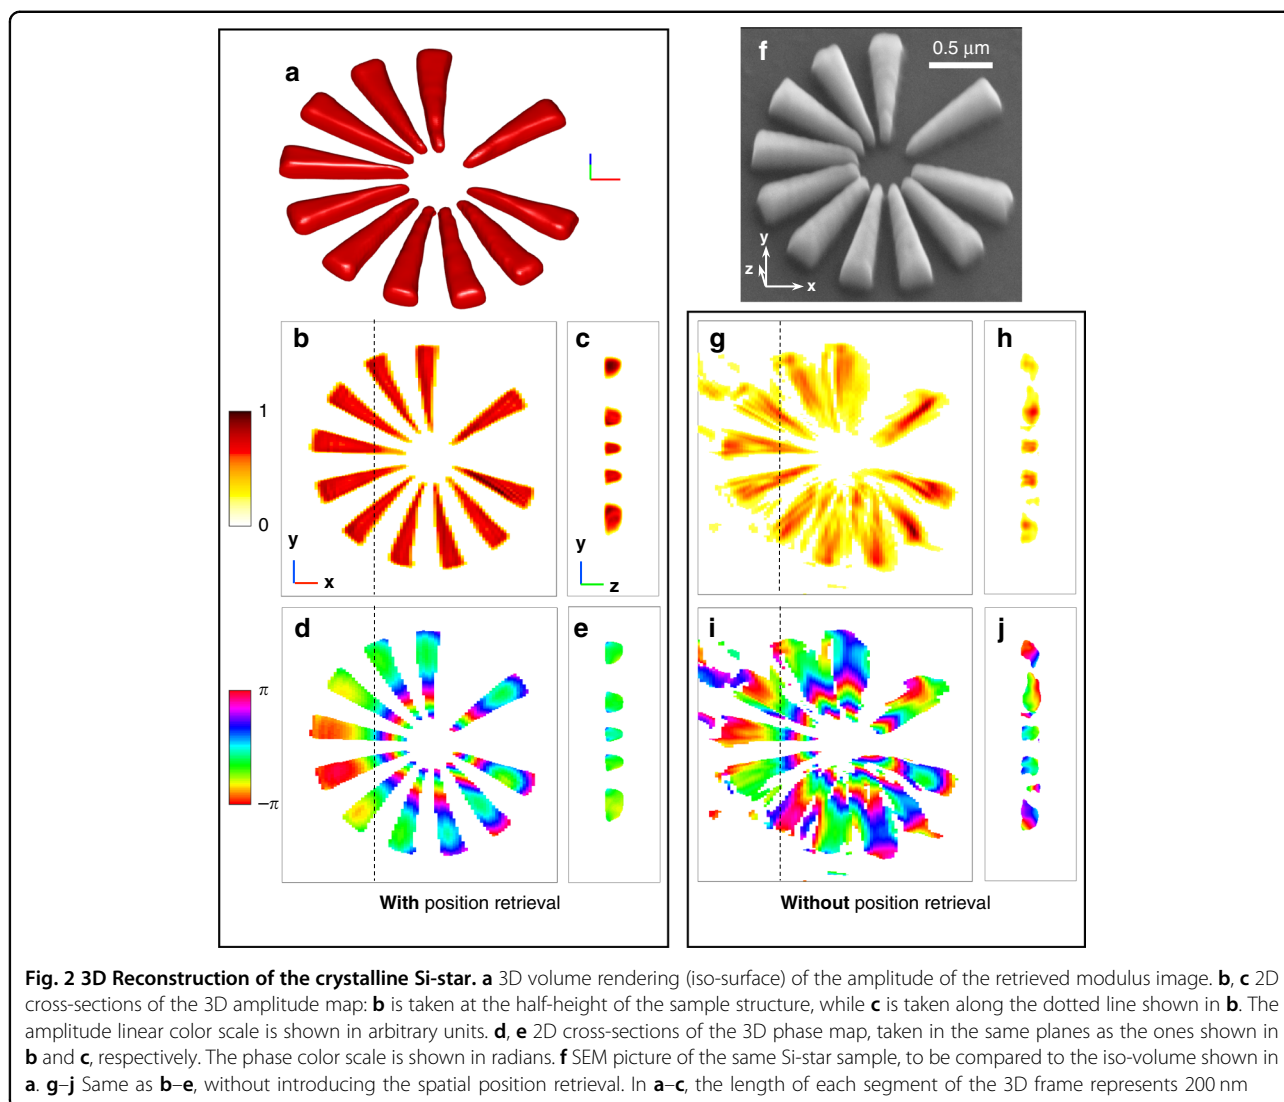 a
f
0.5 μm
y
z
x
b
c
1
0
y
x
y
z
g
h
d
e
π
−π
i
j
With position retrieval
Without position retrieval
Fig. 2 3D Reconstruction of the crystalline Si-star. a 3D volume rendering (iso-surface) of the amplitude of the retrieved modulus image. b, c 2D
cross-sections of the 3D amplitude map: b is taken at the half-height of the sample structure, while c is taken along the dotted line shown in b. The
amplitude linear color scale is shown in arbitrary units. d, e 2D cross-sections of the 3D phase map, taken in the same planes as the ones shown in
b and c, respectively. The phase color scale is shown in radians. f SEM picture of the same Si-star sample, to be compared to the iso-volume shown in
a. g–j Same as b–e, without introducing the spatial position retrieval. In a–c, the length of each segment of the 3D frame represents 200 nm